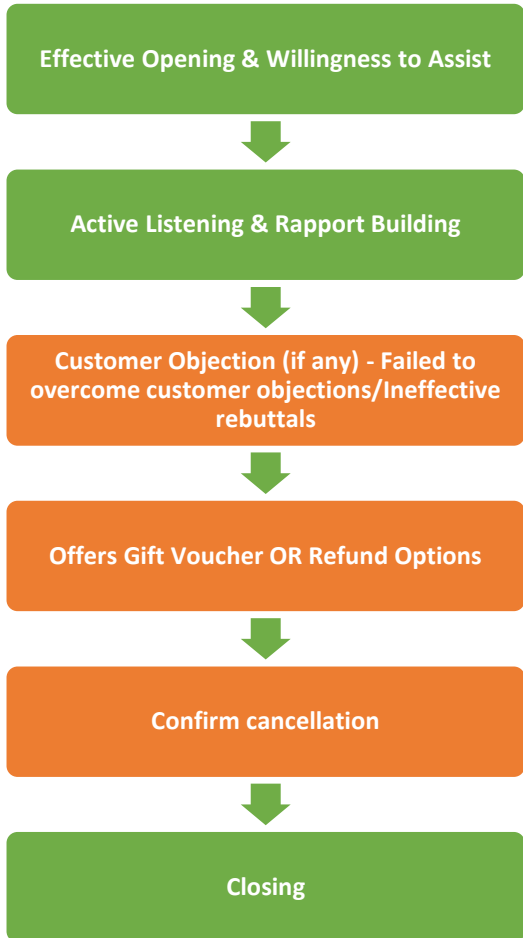 Effective Opening & Willingness to Assist
Active Listening & Rapport Building
Customer Objection (if any) - Failed to
overcome customer objections/Ineffective
rebuttals
Offers Gift Voucher OR Refund Options
Confirm cancellation
Closing